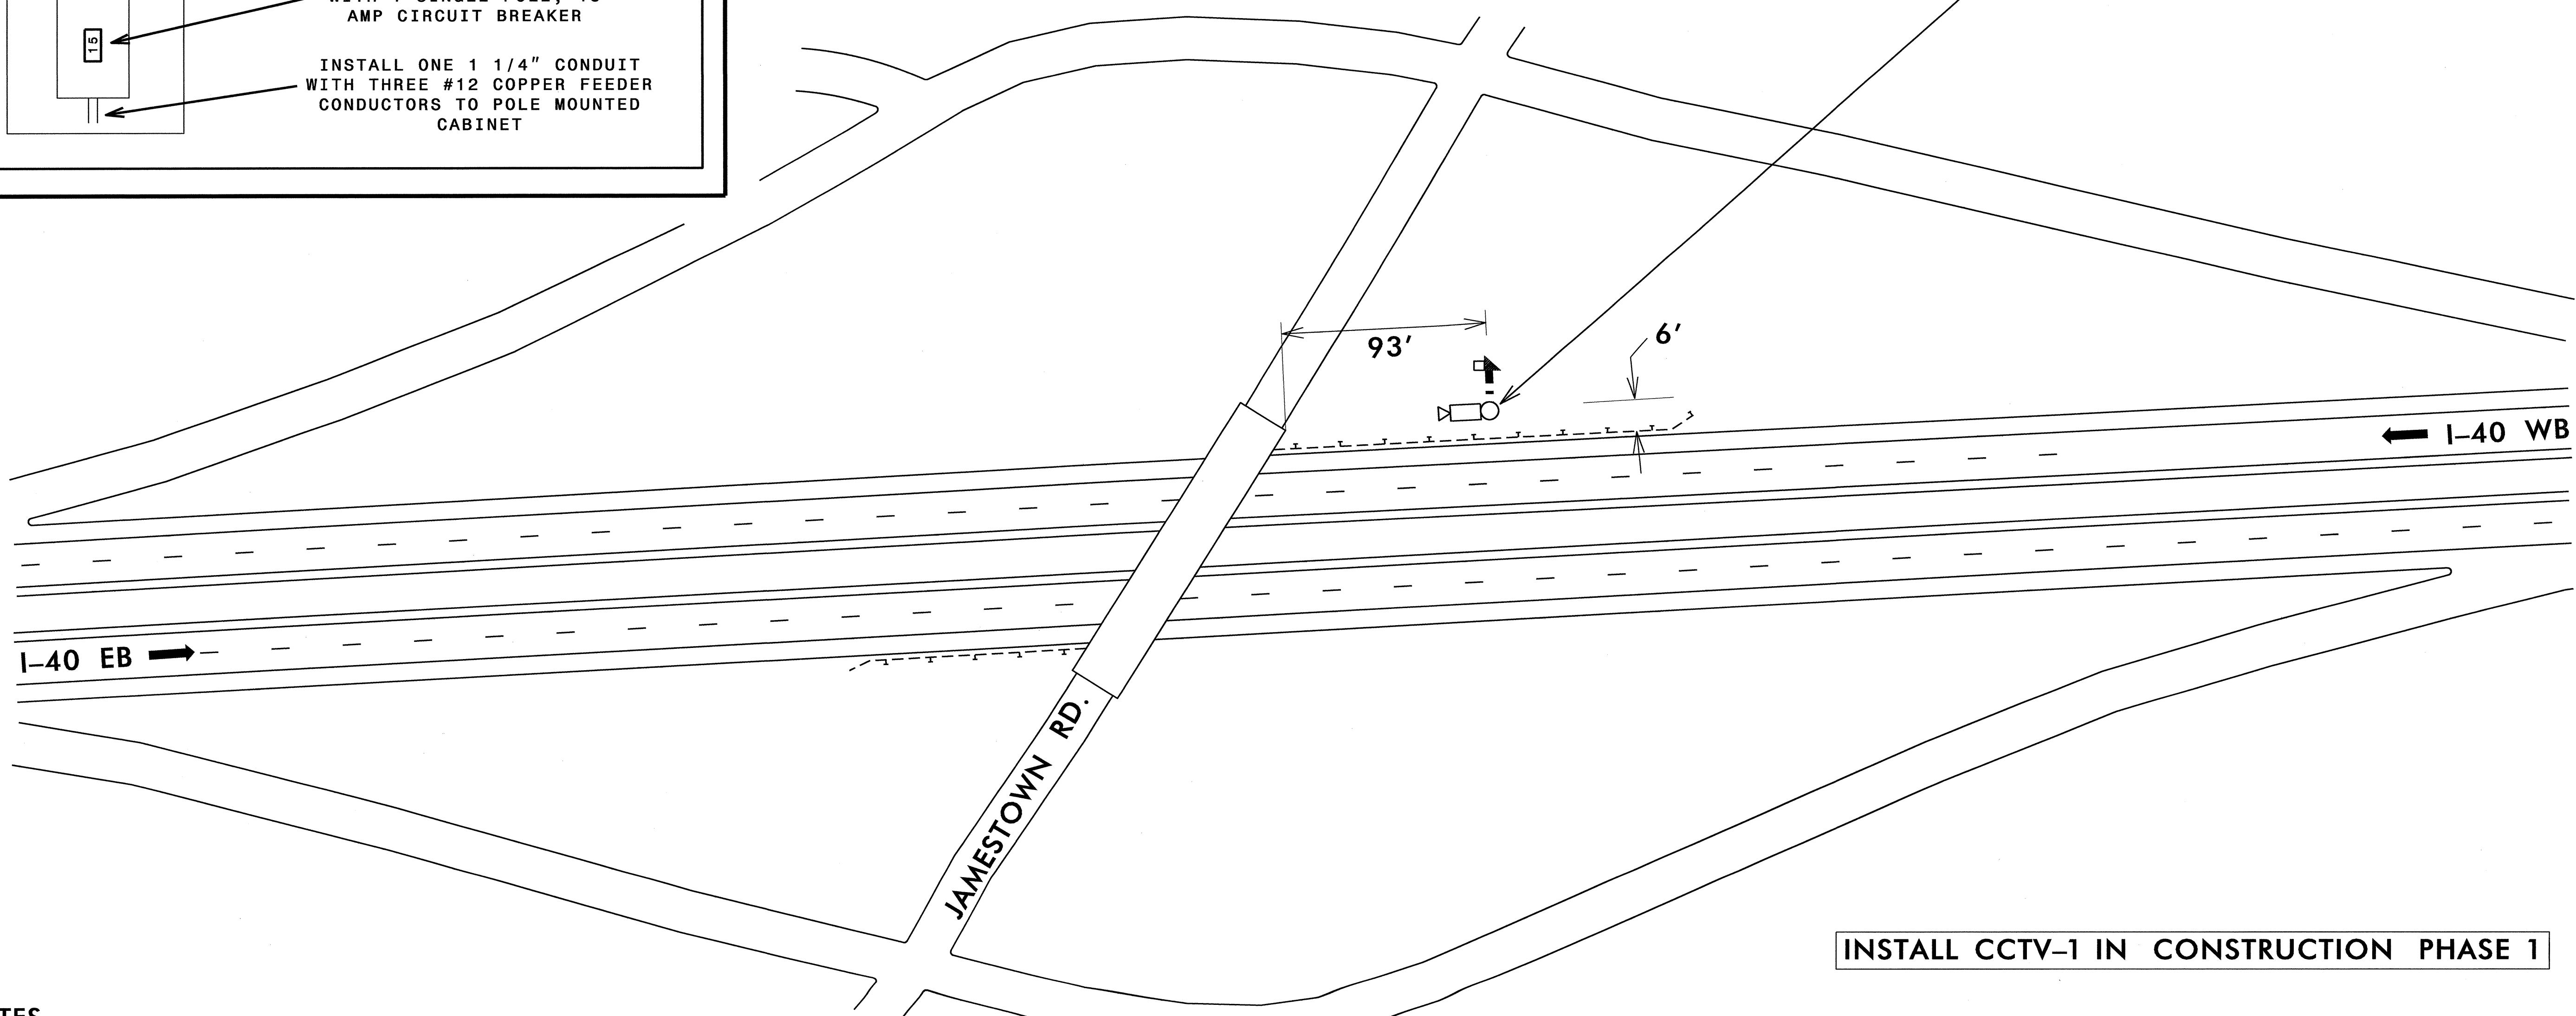 AMP CIRCUIT BREAKER
15
INSTALL ONE 1 1/4" CONDUIT
WITH THREE #12 COPPER FEEDER
CONDUCTORS TO POLE MOUNTED
CABINET
93'
6'
I-40 WB
I-40 EB
JAMESTOWN RD.
INSTALL CCTV-1 IN CONSTRUCTION PHASE 1